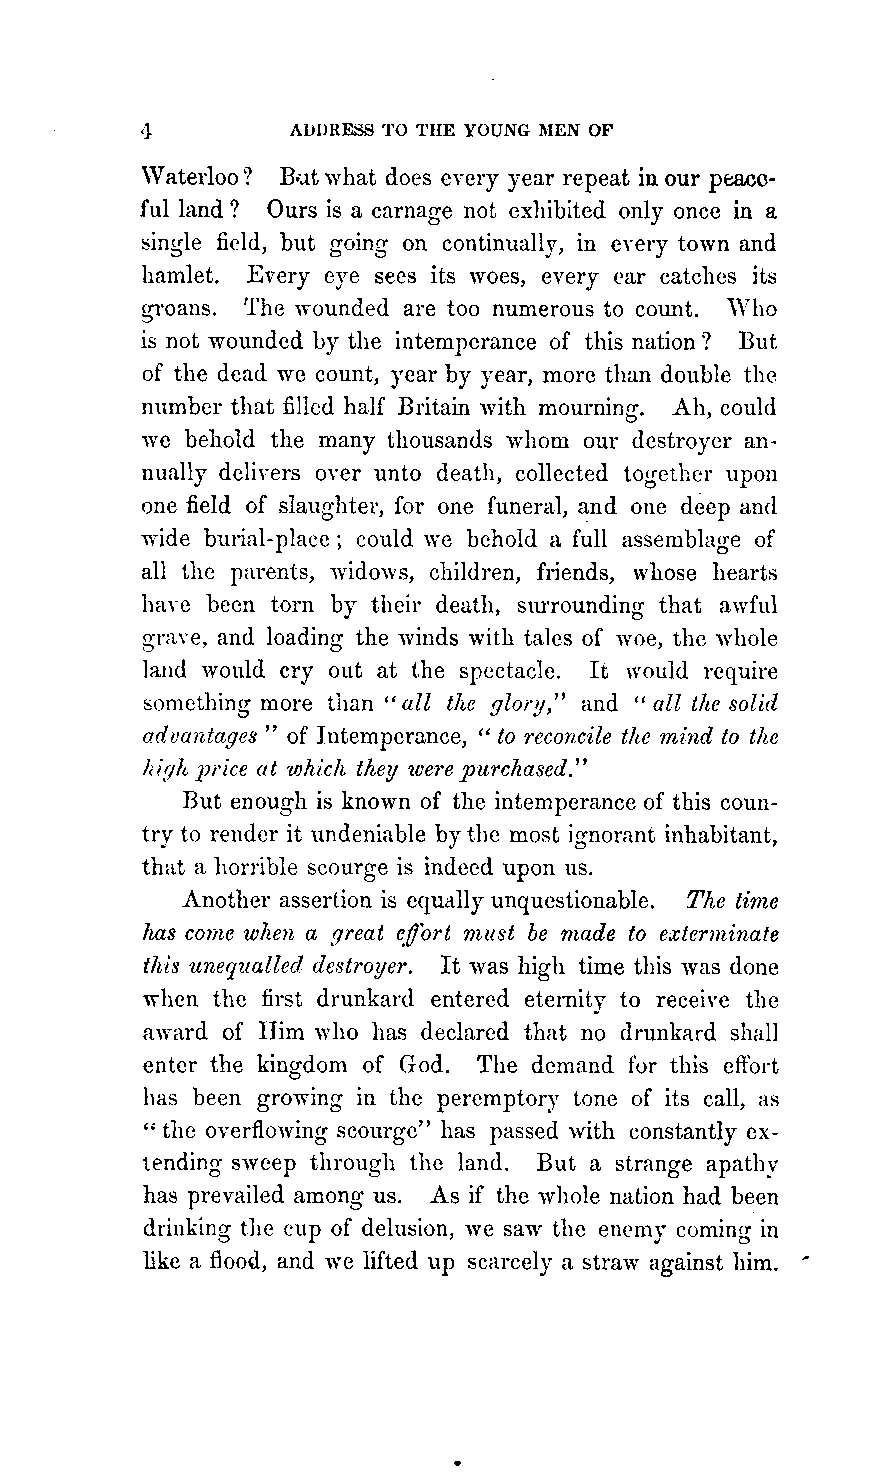 4 ADDRESS TO THE YOUNG MEN OF
Waterloo? But what does every year repeat in our peace-
ful land? Ours is a carnage not exhibited only once in a
single field, but going on continually, in every town and
hamlet. Every eye sees its woes, every ear catches its
groans. The wounded are too numerous to count. Who
is not wounded by the intemperance of this nation? But
of the dead we count, year by year, more than double the
number that filled half Britain with mourning. Ah, could
we behold the many thousands whom our destroyer an-
nually delivers over unto death, collected together upon
one field of slaughter, for one funeral, and one deep and
wide burial-place; could we behold a full assemblage of
all the parents, widows, children, friends, whose hearts
have been torn by their death, surrounding that awful
grave, and loading the winds with tales of woe, the whole
land would cry out at the spectacle. It would require
something more than "all the glory," and "all the solid
advantages" of Intemperance, "to reconcile the mind to the
high price at which they were purchased."
But enough is known of the intemperance of this coun-
try to render it undeniable by the most ignorant inhabitant,
that a horrible scourge is indeed upon us.
Another assertion is equally unquestionable. The time
has come when a great effort must be made to exterminate
this unequalled destroyer. It was high time this was done
when the first drunkard entered eternity to receive the
award of Him who has declared that no drunkard shall
enter the kingdom of God. The demand for this effort
has been growing in the peremptory tone of its call, as
"the overflowing scourge" has passed with constantly ex-
tending sweep through the land. But a strange apathy
has prevailed among us. As if the whole nation had been
drinking the cup of delusion, we saw the enemy coming in
like a flood, and we lifted up scarcely a straw against him.